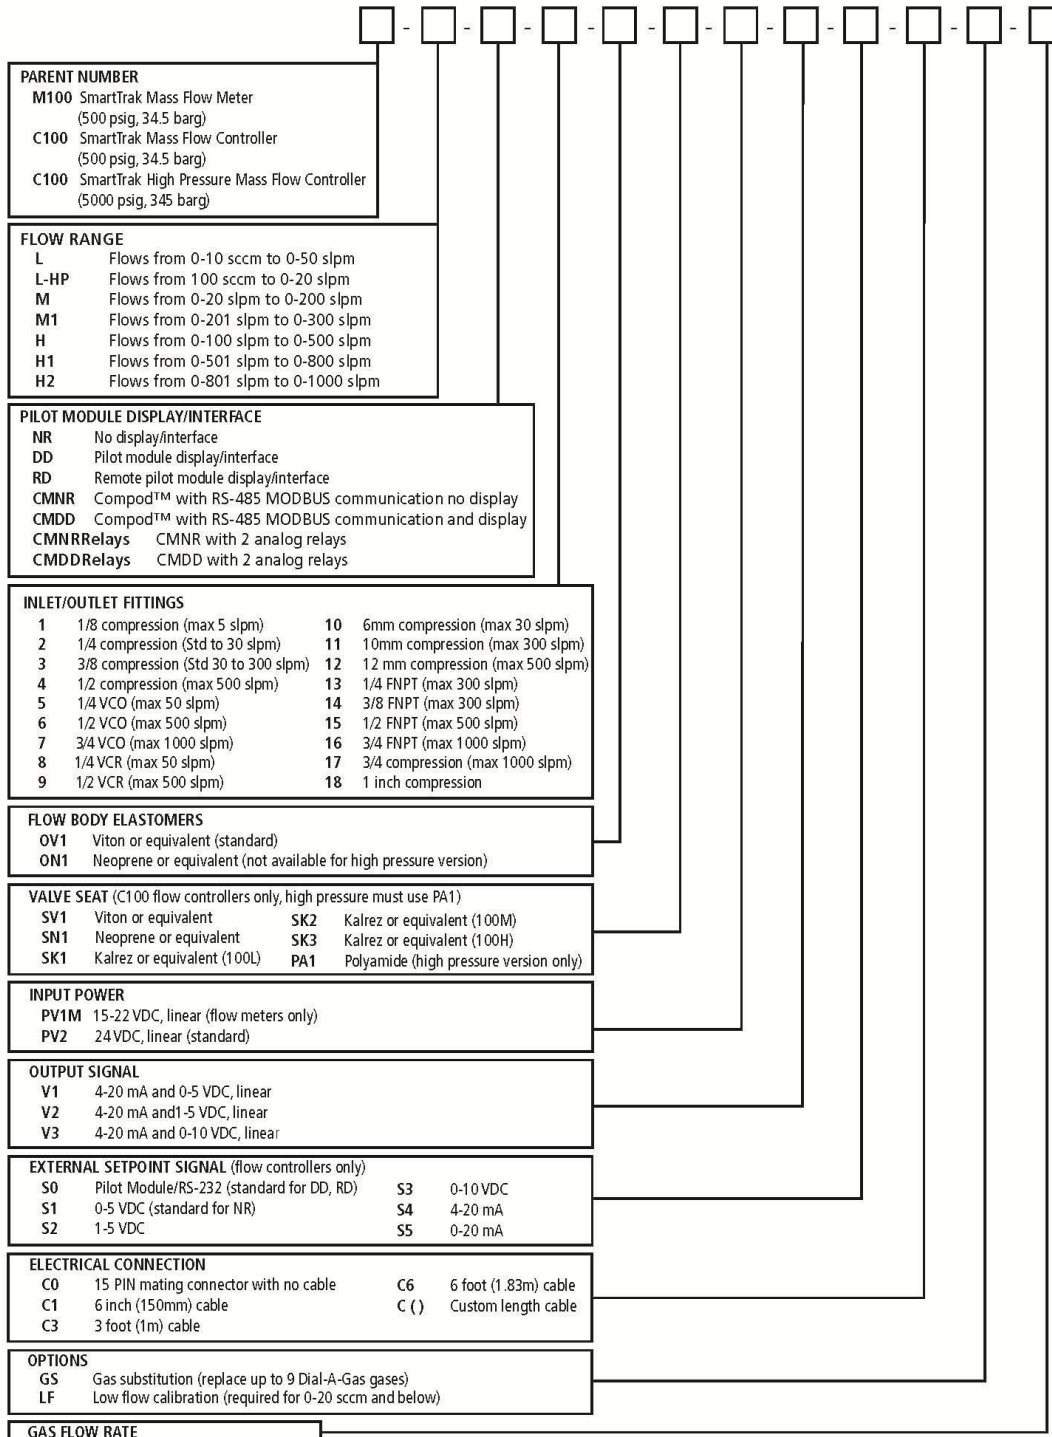 - - - - - - - - - - -
PARENT NUMBER
M100 SmartTrak Mass Flow Meter
(500 psig, 34.5 barg)
C100 SmartTrak Mass Flow Controller
(500 psig, 34.5 barg)
C100 SmartTrak High Pressure Mass Flow Controller
(5000 psig, 345 barg)
FLOW RANGE
L Flows from 0-10 sccm to 0-50 slpm
L-HP Flows from 100 sccm to 0-20 slpm
M Flows from 0-20 slpm to 0-200 slpm
M1 Flows from 0-201 slpm to 0-300 slpm
H Flows from 0-100 slpm to 0-500 slpm
H1 Flows from 0-501 slpm to 0-800 slpm
H2 Flows from 0-801 slpm to 0-1000 slpm
PILOT MODULE DISPLAY/INTERFACE
NR No display/interface
DD Pilot module display/interface
RD Remote pilot module display/interface
CMNR Compod™ with RS-485 MODBUS communication no display
CMDD Compod™ with RS-485 MODBUS communication and display
CMNRRelays CMNR with 2 analog relays
CMDDRelays CMDD with 2 analog relays
INLET/OUTLET FITTINGS
1 1/8 compression (max 5 slpm) 10 6mm compression (max 30 slpm)
2 1/4 compression (Std to 30 slpm) 11 10mm compression (max 300 slpm)
3 3/8 compression (Std 30 to 300 slpm) 12 12 mm compression (max 500 slpm)
4 1/2 compression (max 500 slpm) 13 1/4 FNPT (max 300 slpm)
5 1/4 VCO (max 50 slpm) 14 3/8 FNPT (max 300 slpm)
6 1/2 VCO (max 500 slpm) 15 1/2 FNPT (max 500 slpm)
7 3/4 VCO (max 1000 slpm) 16 3/4 FNPT (max 1000 slpm)
8 1/4 VCR (max 50 slpm) 17 3/4 compression (max 1000 slpm)
9 1/2 VCR (max 500 slpm) 18 1 inch compression
FLOW BODY ELASTOMERS
OV1 Viton or equivalent (standard)
ON1 Neoprene or equivalent (not available for high pressure version)
VALVE SEAT (C100 flow controllers only, high pressure must use PA1)
SV1 Viton or equivalent SK2 Kalrez or equivalent (100M)
SN1 Neoprene or equivalent SK3 Kalrez or equivalent (100H)
SK1 Kalrez or equivalent (100L) PA1 Polyamide (high pressure version only)
INPUT POWER
PV1M 15-22 VDC, linear (flow meters only)
PV2 24 VDC, linear (standard)
OUTPUT SIGNAL
V1 4-20 mA and 0-5 VDC, linear
V2 4-20 mA and1-5 VDC, linear
V3 4-20 mA and 0-10 VDC, linear
EXTERNAL SETPOINT SIGNAL (flow controllers only)
S0 Pilot Module/RS-232 (standard for DD, RD) S3 0-10 VDC
S1 0-5 VDC (standard for NR) S4 4-20 mA
S2 1-5 VDC S5 0-20 mA
ELECTRICAL CONNECTION
C0 15 PIN mating connector with no cable C6 6 foot (1.83m) cable
C1 6 inch (150mm) cable C ( ) Custom length cable
C3 3 foot (1m) cable
OPTIONS
GS Gas substitution (replace up to 9 Dial-A-Gas gases)
LF Low flow calibration (required for 0-20 sccm and below)
GAS FLOW RATE